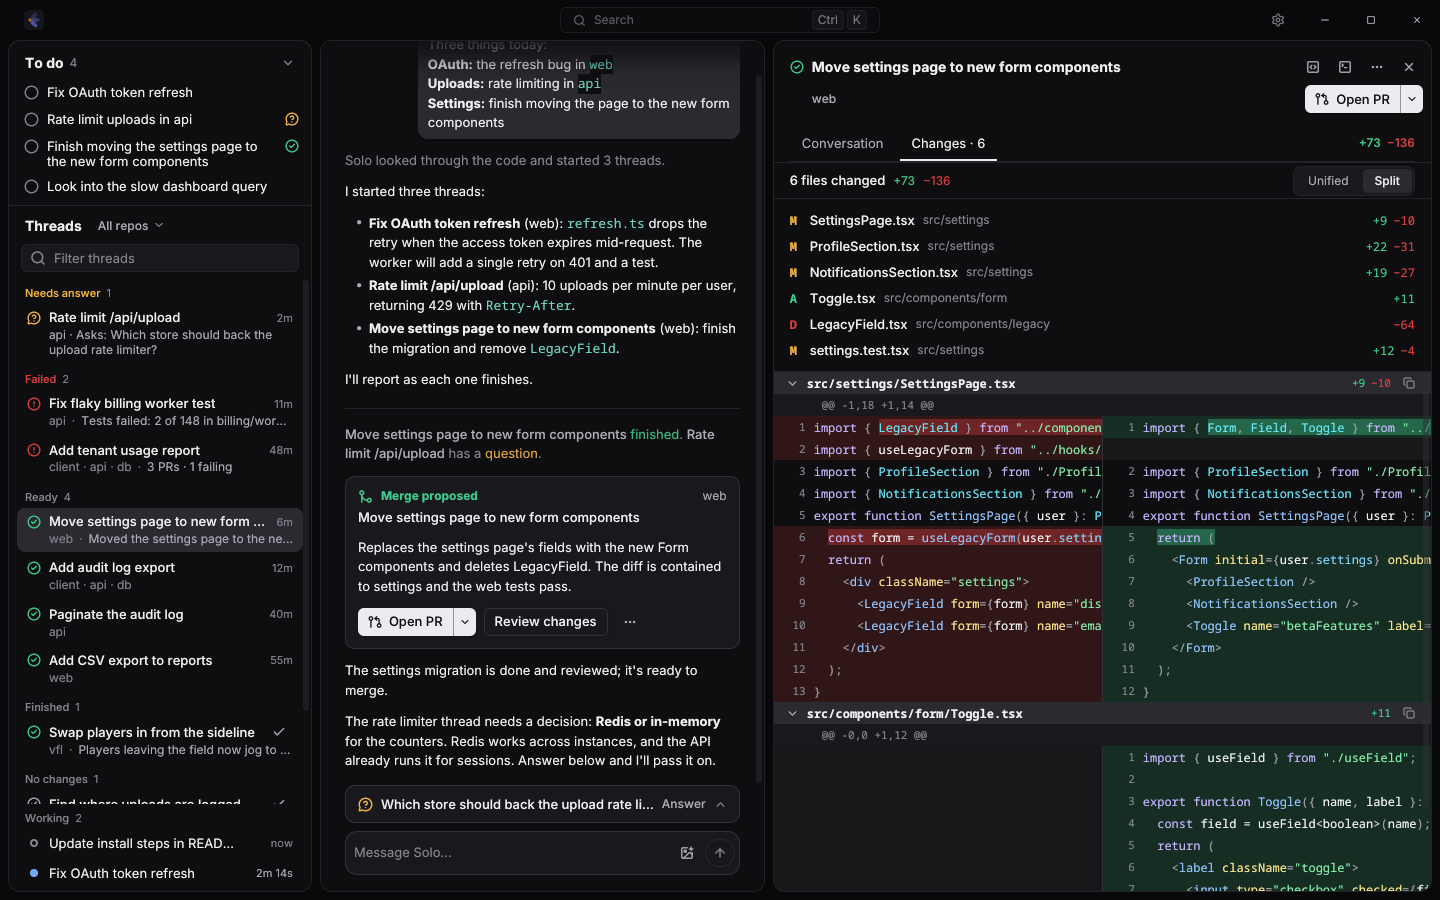 Search Ctrl K
To do 4
Fix OAuth token refresh
Rate limit uploads in api
Finish moving the settings page to
the new form components
Look into the slow dashboard query
Threads All repos
Filter threads
Needs answer 1
Rate limit /api/upload 2m
api · Asks: Which store should back the
upload rate limiter?
Failed 2
Fix flaky billing worker test 11m
api · Tests failed: 2 of 148 in billing/wor...
Add tenant usage report 48m
client · api · db · 3 PRs · 1 failing
Ready 4
Move settings page to new form ... 6m
web · Moved the settings page to the ne...
Add audit log export 12m
client · api · db
Paginate the audit log 40m
api
Add CSV export to reports 55m
web
Finished 1
Swap players in from the sideline
vfl · Players leaving the field now jog to ...
No changes 1
Find where uploads are logged
Working 2
Update install steps in READ... now
Fix OAuth token refresh 2m 14s
Three things today:
OAuth: the refresh bug in web
Uploads: rate limiting in api
Settings: finish moving the page to the new form
components
Solo looked through the code and started 3 threads.
I started three threads:
• Fix OAuth token refresh (web): refresh.ts drops the
retry when the access token expires mid-request. The
worker will add a single retry on 401 and a test.
• Rate limit /api/upload (api): 10 uploads per minute per user,
returning 429 with Retry-After.
• Move settings page to new form components (web): finish
the migration and remove LegacyField.
I'll report as each one finishes.
Move settings page to new form components finished. Rate
limit /api/upload has a question.
Merge proposed web
Move settings page to new form components
Replaces the settings page's fields with the new Form
components and deletes LegacyField. The diff is contained
to settings and the web tests pass.
Open PR Review changes ...
The settings migration is done and reviewed; it's ready to
merge.
The rate limiter thread needs a decision: Redis or in-memory
for the counters. Redis works across instances, and the API
already runs it for sessions. Answer below and I'll pass it on.
Which store should back the upload rate li... Answer
Message Solo...
Move settings page to new form components
web Open PR
Conversation Changes · 6 +73 −136
6 files changed +73 −136 Unified Split
M SettingsPage.tsx src/settings +9 −10
M ProfileSection.tsx src/settings +22 −31
M NotificationsSection.tsx src/settings +19 −27
A Toggle.tsx src/components/form +11
D LegacyField.tsx src/components/legacy −64
M settings.test.tsx src/settings +12 −4
src/settings/SettingsPage.tsx +9 −10
@@ -1,18 +1,14 @@
1 import { LegacyField } from "../componen 1 import { Form, Field, Toggle } from "../
2 import { useLegacyForm } from "../hooks/
3 import { ProfileSection } from "./Profil 2 import { ProfileSection } from "./Profil
4 import { NotificationsSection } from "./ 3 import { NotificationsSection } from "./
5 export function SettingsPage({ user }: P 4 export function SettingsPage({ user }: P
6 const form = useLegacyForm(user.settin 5 return (
7 return ( 6 <Form initial={user.settings} onSubm
8 <div className="settings"> 7 <ProfileSection />
9 <LegacyField form={form} name="dis 8 <NotificationsSection />
10 <LegacyField form={form} name="ema 9 <Toggle name="betaFeatures" label=
11 </div> 10 </Form>
12 ); 11 );
13 } 12 }
src/components/form/Toggle.tsx +11
@@ -0,0 +1,12 @@
1 import { useField } from "./useField";
2
3 export function Toggle({ name, label }:
4 const field = useField<boolean>(name);
5 return (
6 <label className="toggle">
7 <input type="checkbox" checked={fi